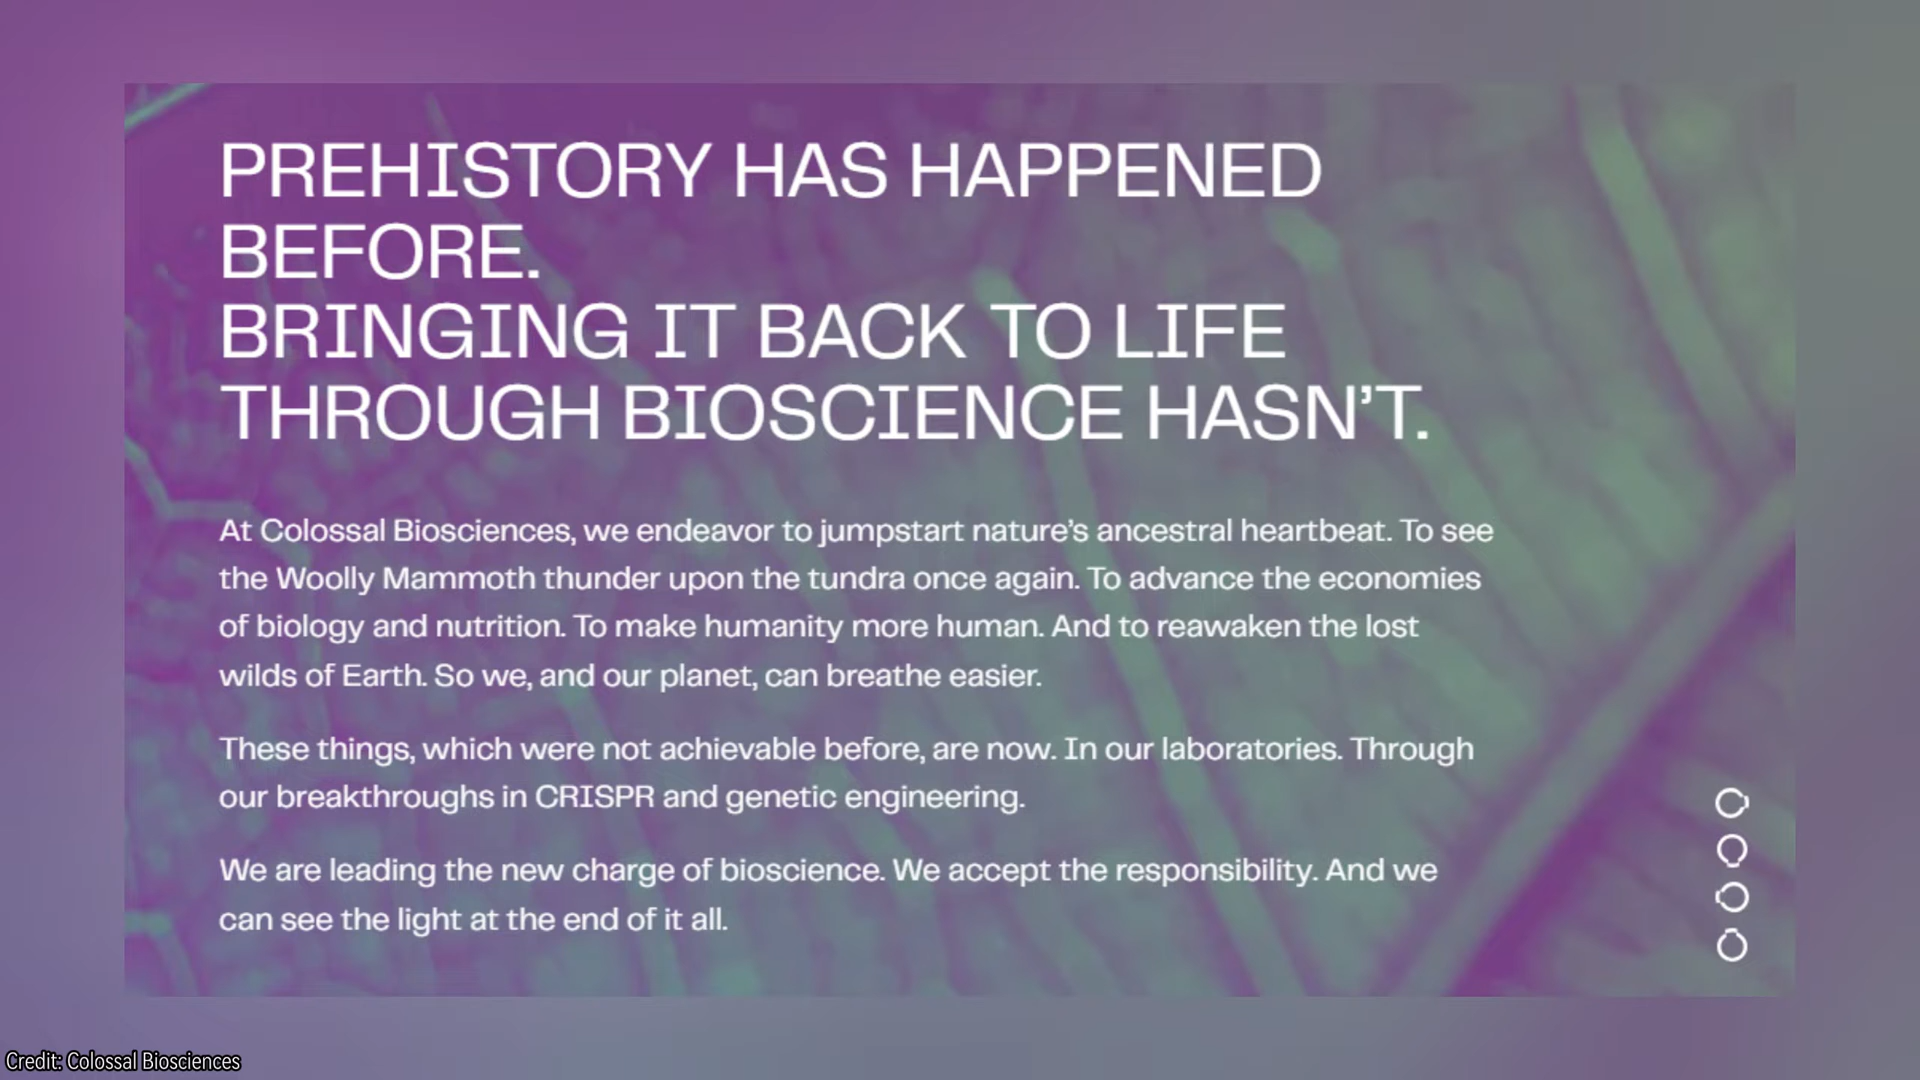 PREHISTORY HAS HAPPENED
BEFORE.
BRINGING IT BACK TO LIFE
THROUGH BIOSCIENCE HASN’T.
At Colossal Biosciences, we endeavor to jumpstart nature’s ancestral heartbeat. To see
the Woolly Mammoth thunder upon the tundra once again. To advance the economies
of biology and nutrition. To make humanity more human. And to reawaken the lost
wilds of Earth. So we, and our planet, can breathe easier.
These things, which were not achievable before, are now. In our laboratories. Through
our breakthroughs in CRISPR and genetic engineering.
We are leading the new charge of bioscience. We accept the responsibility. And we
can see the light at the end of it all.
Credit: Colossal Biosciences